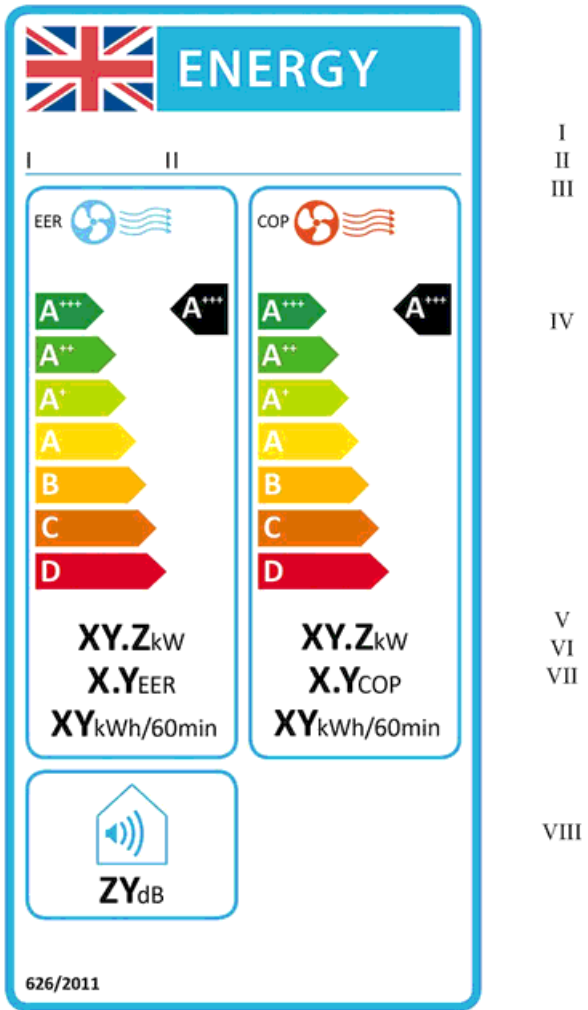 ENERGY
I II
I
II
III
EER COP
A+++ A+++ A+++ A+++
IV
A++ A++
A+ A+
A A
B B
C C
D D
XY.ZkW XY.ZkW
V
X.YEER X.YCOP
VI
XYkWh/60min XYkWh/60min
VII
ZYdB
VIII
626/2011